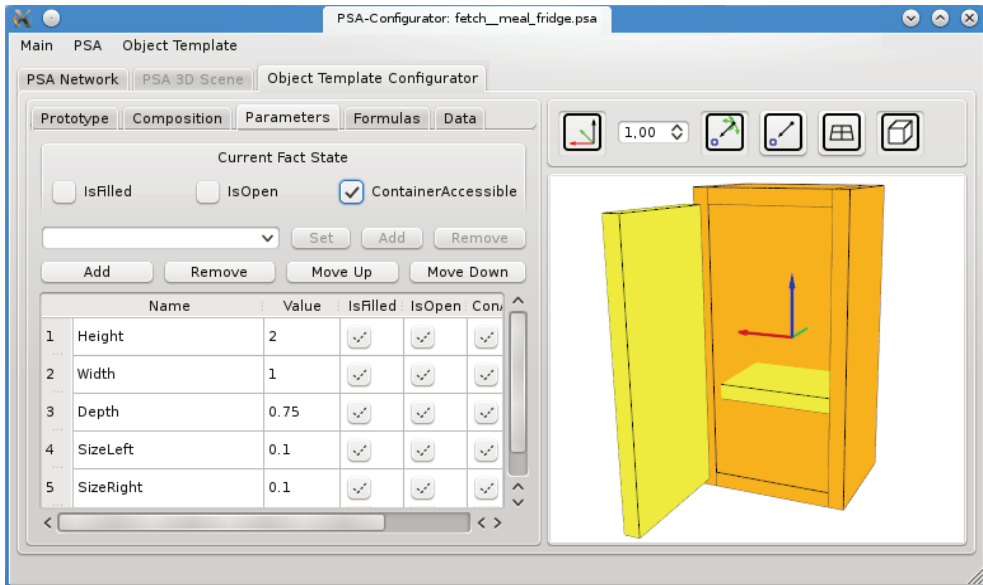 PSA-Configurator: fetch__meal_fridge.psa
Main PSA Object Template
PSA Network PSA 3D Scene Object Template Configurator
Prototype Composition Parameters Formulas Data
1,00
Current Fact State
IsFilled IsOpen ContainerAccessible
Set Add Remove
Add Remove Move Up Move Down
Name Value IsFilled IsOpen ConA
1 Height 2
2 Width 1
3 Depth 0.75
4 SizeLeft 0.1
5 SizeRight 0.1